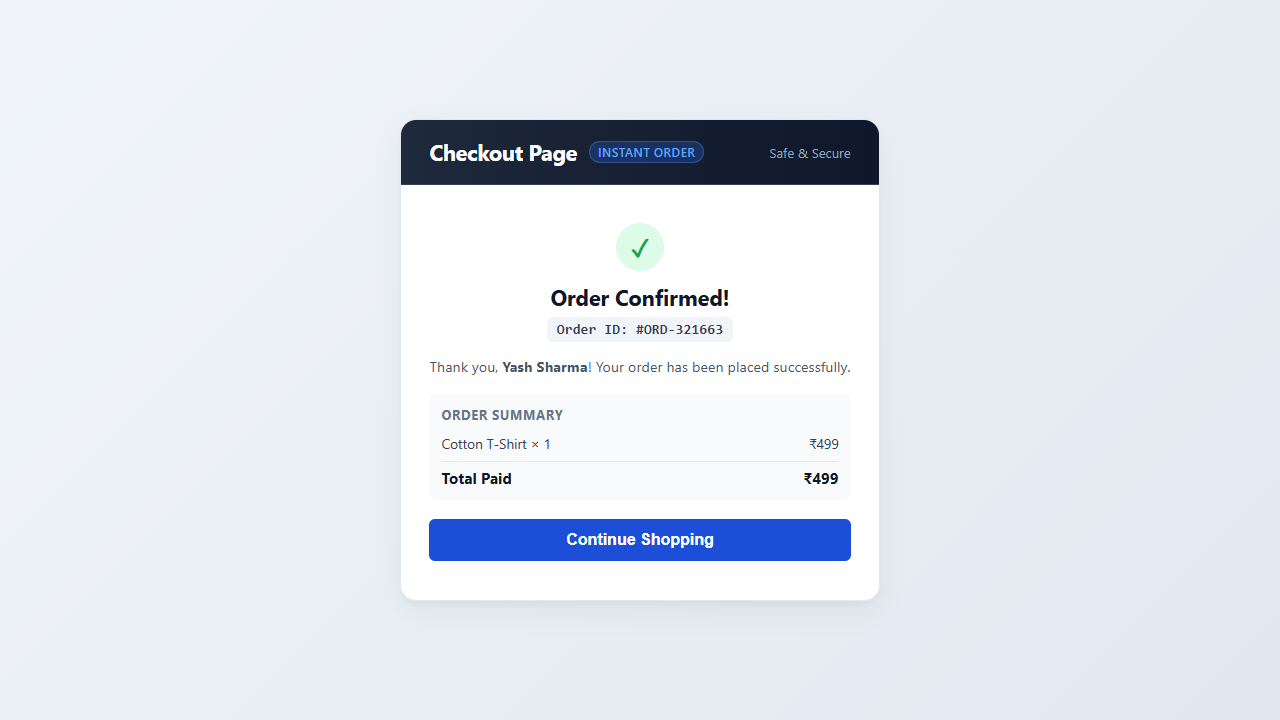 Checkout Page INSTANT ORDER Safe & Secure
✓
Order Confirmed!
Order ID: #ORD-321663
Thank you, Yash Sharma! Your order has been placed successfully.
ORDER SUMMARY
Cotton T-Shirt × 1 ₹499
Total Paid ₹499
Continue Shopping